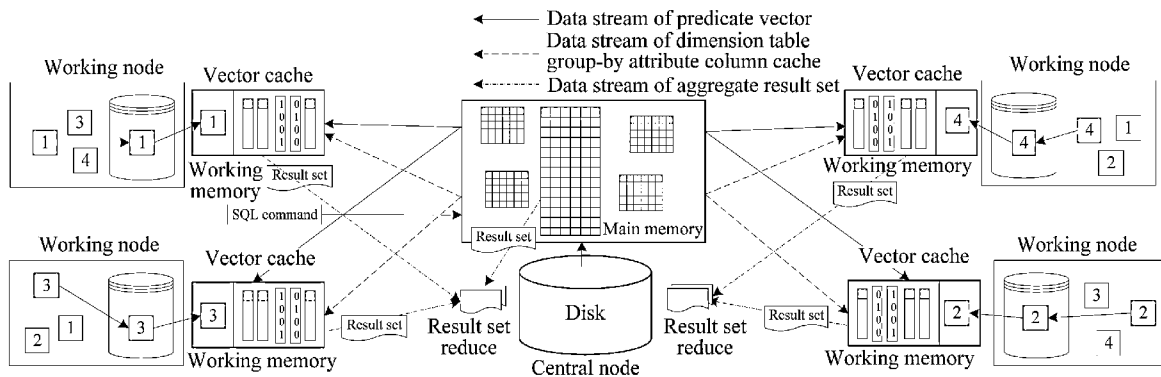 Data stream of predicate vector
Data stream of dimension table
group-by attribute column cache
Data stream of aggregate result set
Working node
Vector cache
1
3
4
1
1
1
0
0
1
0
1
0
0
Working
memory
Result set
SQL command
Working node
Vector cache
3
2
1
3
3
1
0
0
1
0
1
0
0
Working memory
Result set
Result set
reduce
Main memory
Result set
Disk
Central node
Vector cache
Working node
0
1
0
0
1
0
0
1
4
4
4
1
2
Working memory
Result set
Vector cache
Working node
0
1
0
0
1
0
0
1
2
2
3
2
4
Working memory
Result set
Result set
reduce